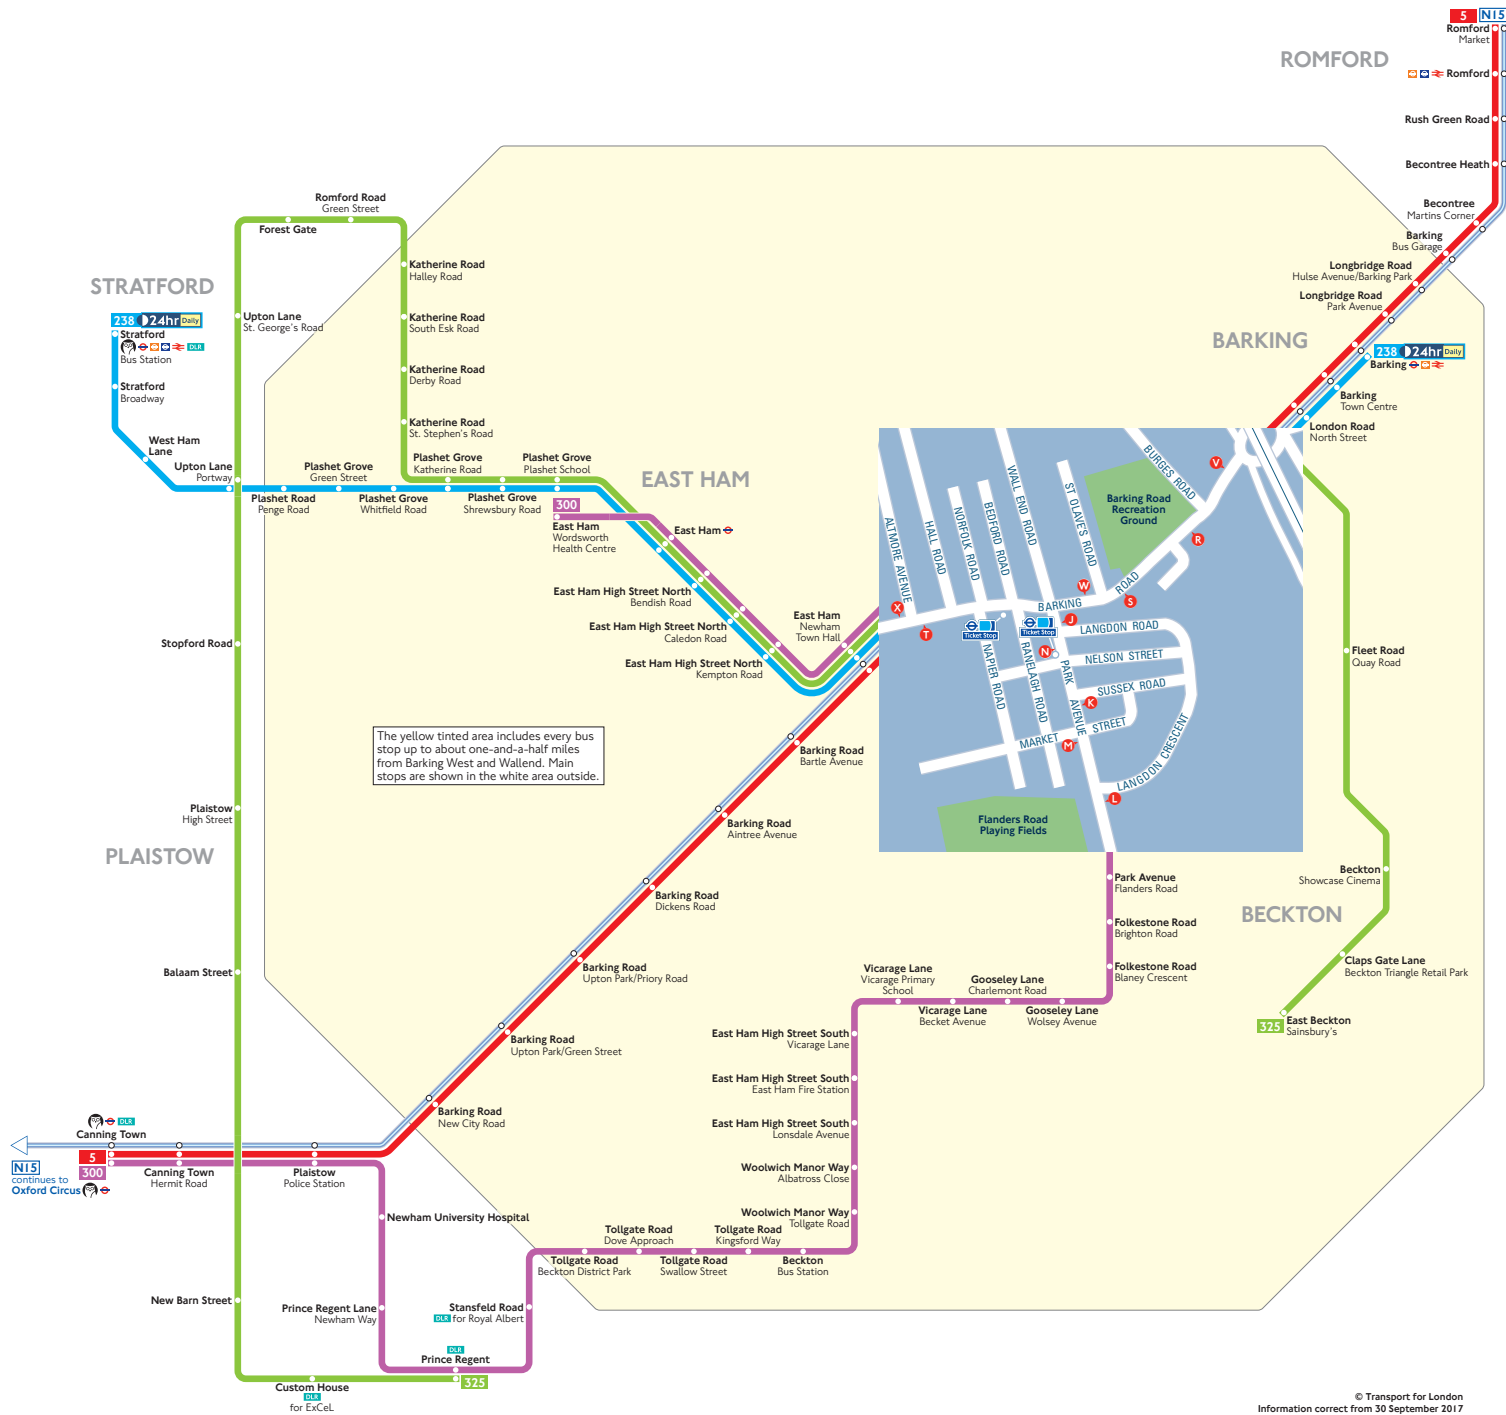 5
N15
Romford
Market
ROMFORD
Romford
Rush Green Road
Becontree Heath
Becontree
Martins Corner
Barking
Bus Garage
Longbridge Road
Hulse Avenue/Barking Park
Longbridge Road
Park Avenue
BARKING
238
24hr
Daily
Barking
Barking
Town Centre
London Road
North Street
Romford Road
Green Street
Forest Gate
Katherine Road
Halley Road
STRATFORD
238
24hr
Daily
Stratford
DLR
Bus Station
Stratford
Broadway
West Ham
Lane
Upton Lane
St. George's Road
Katherine Road
South Esk Road
Katherine Road
Derby Road
Katherine Road
St. Stephen's Road
Upton Lane
Portway
Plashet Grove
Green Street
Plashet Grove
Katherine Road
Plashet Grove
Plashet School
Plashet Road
Penge Road
Plashet Grove
Whitfield Road
Plashet Grove
Shrewsbury Road
EAST HAM
300
East Ham
Wordsworth
Health Centre
East Ham
East Ham High Street North
Bendish Road
East Ham High Street North
Caledon Road
East Ham High Street North
Kempton Road
East Ham
Newham
Town Hall
ALTMORE AVENUE
HALL ROAD
NORFOLK ROAD
BEDFORD ROAD
WALL END ROAD
ST OLAVE'S ROAD
BURGES ROAD
Barking Road
Recreation
Ground
V
R
W
S
X
T
J
N
K
M
L
BARKING
ROAD
Ticket Stop
Ticket Stop
LANGDON ROAD
NELSON STREET
SUSSEX ROAD
NAPIER ROAD
RANELAGH ROAD
PARK
AVENUE
MARKET
STREET
LANGDON CRESCENT
Flanders Road
Playing Fields
Stopford Road
Fleet Road
Quay Road
The yellow tinted area includes every bus
stop up to about one-and-a-half miles
from Barking West and Wallend. Main
stops are shown in the white area outside.
Barking Road
Bartle Avenue
Plaistow
High Street
Barking Road
Aintree Avenue
PLAISTOW
Barking Road
Dickens Road
Park Avenue
Flanders Road
Beckton
Showcase Cinema
BECKTON
Folkestone Road
Brighton Road
Balaam Street
Barking Road
Upton Park/Priory Road
Vicarage Lane
Vicarage Primary
School
Gooseley Lane
Charlemont Road
Folkestone Road
Blaney Crescent
Claps Gate Lane
Beckton Triangle Retail Park
Vicarage Lane
Becket Avenue
Gooseley Lane
Wolsey Avenue
325
East Beckton
Sainsbury's
Barking Road
Upton Park/Green Street
East Ham High Street South
Vicarage Lane
East Ham High Street South
East Ham Fire Station
Barking Road
New City Road
East Ham High Street South
Lonsdale Avenue
DLR
Canning Town
5
300
N15
continues to
Oxford Circus
Canning Town
Hermit Road
Plaistow
Police Station
Woolwich Manor Way
Albatross Close
Newham University Hospital
Woolwich Manor Way
Tollgate Road
Tollgate Road
Dove Approach
Tollgate Road
Kingsford Way
Tollgate Road
Beckton District Park
Tollgate Road
Swallow Street
Beckton
Bus Station
New Barn Street
Prince Regent Lane
Newham Way
Stansfeld Road
DLR
for Royal Albert
DLR
Prince Regent
325
Custom House
DLR
for ExCeL
© Transport for London
Information correct from 30 September 2017